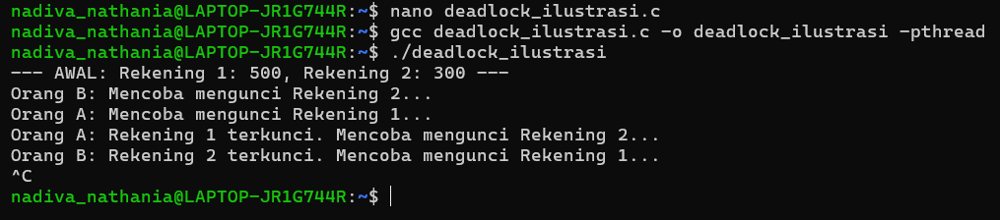 nadiva_nathania@LAPTOP-JR1G744R:~$ nano deadlock_ilustrasi.c
nadiva_nathania@LAPTOP-JR1G744R:~$ gcc deadlock_ilustrasi.c -o deadlock_ilustrasi -pthread
nadiva_nathania@LAPTOP-JR1G744R:~$ ./deadlock_ilustrasi
--- AWAL: Rekening 1: 500, Rekening 2: 300 ---
Orang B: Mencoba mengunci Rekening 2...
Orang A: Mencoba mengunci Rekening 1...
Orang A: Rekening 1 terkunci. Mencoba mengunci Rekening 2...
Orang B: Rekening 2 terkunci. Mencoba mengunci Rekening 1...
^C
nadiva_nathania@LAPTOP-JR1G744R:~$